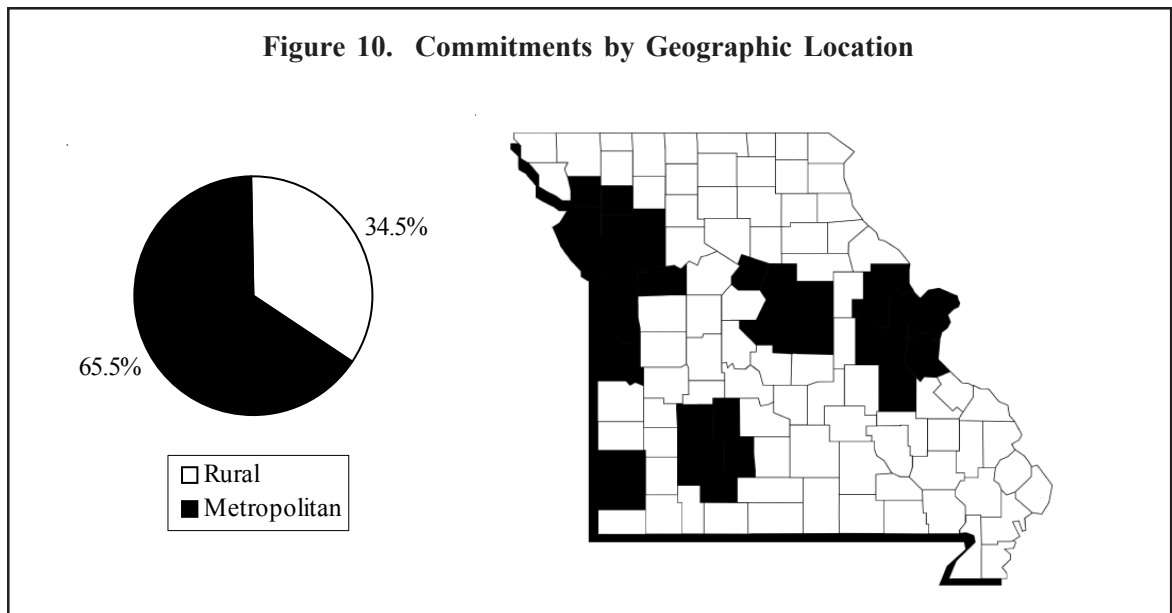 Figure 10. Commitments by Geographic Location
34.5%
65.5%
Rural
Metropolitan